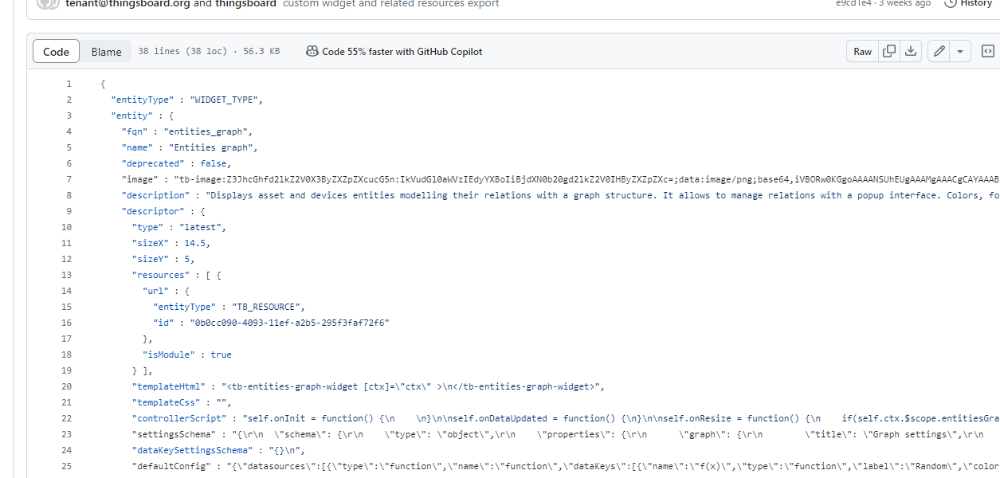 tenant@thingsboard.org and thingsboard custom widget and related resources export e9cd1e4 · 3 weeks ago History
Code Blame 38 lines (38 loc) · 56.3 KB Code 55% faster with GitHub Copilot Raw
1 {
2 "entityType" : "WIDGET_TYPE",
3 "entity" : {
4 "fqn" : "entities_graph",
5 "name" : "Entities graph",
6 "deprecated" : false,
7 "image" : "tb-image:Z3JhcGhfd2lkZ2V0X3ByZXZpZXcucG5n:IkVudGl0aWVzIEdyYXBoIiBjdXN0b20gd2lkZ2V0IHByZXZpZXc=;data:image/png;base64,iVBORw0KGgoAAAANSUhEUgAAAMgAAACgCAYAAAB
8 "description" : "Displays asset and devices entities modelling their relations with a graph structure. It allows to manage relations with a popup interface. Colors, fo
9 "descriptor" : {
10 "type" : "latest",
11 "sizeX" : 14.5,
12 "sizeY" : 5,
13 "resources" : [ {
14 "url" : {
15 "entityType" : "TB_RESOURCE",
16 "id" : "0b0cc090-4093-11ef-a2b5-295f3faf72f6"
17 },
18 "isModule" : true
19 } ],
20 "templateHtml" : "<tb-entities-graph-widget [ctx]=\"ctx\" >\n</tb-entities-graph-widget>",
21 "templateCss" : "",
22 "controllerScript" : "self.onInit = function() {\n    \n}\n\nself.onDataUpdated = function() {\n}\n\nself.onResize = function() {\n    if(self.ctx.$scope.entitiesGra
23 "settingsSchema" : "{\r\n  \"schema\": {\r\n    \"type\": \"object\",\r\n    \"properties\": {\r\n      \"graph\": {\r\n        \"title\": \"Graph settings\",\r\n
24 "dataKeySettingsSchema" : "{}\n",
25 "defaultConfig" : "{\"datasources\":[{\"type\":\"function\",\"name\":\"function\",\"dataKeys\":[{\"name\":\"f(x)\",\"type\":\"function\",\"label\":\"Random\",\"color